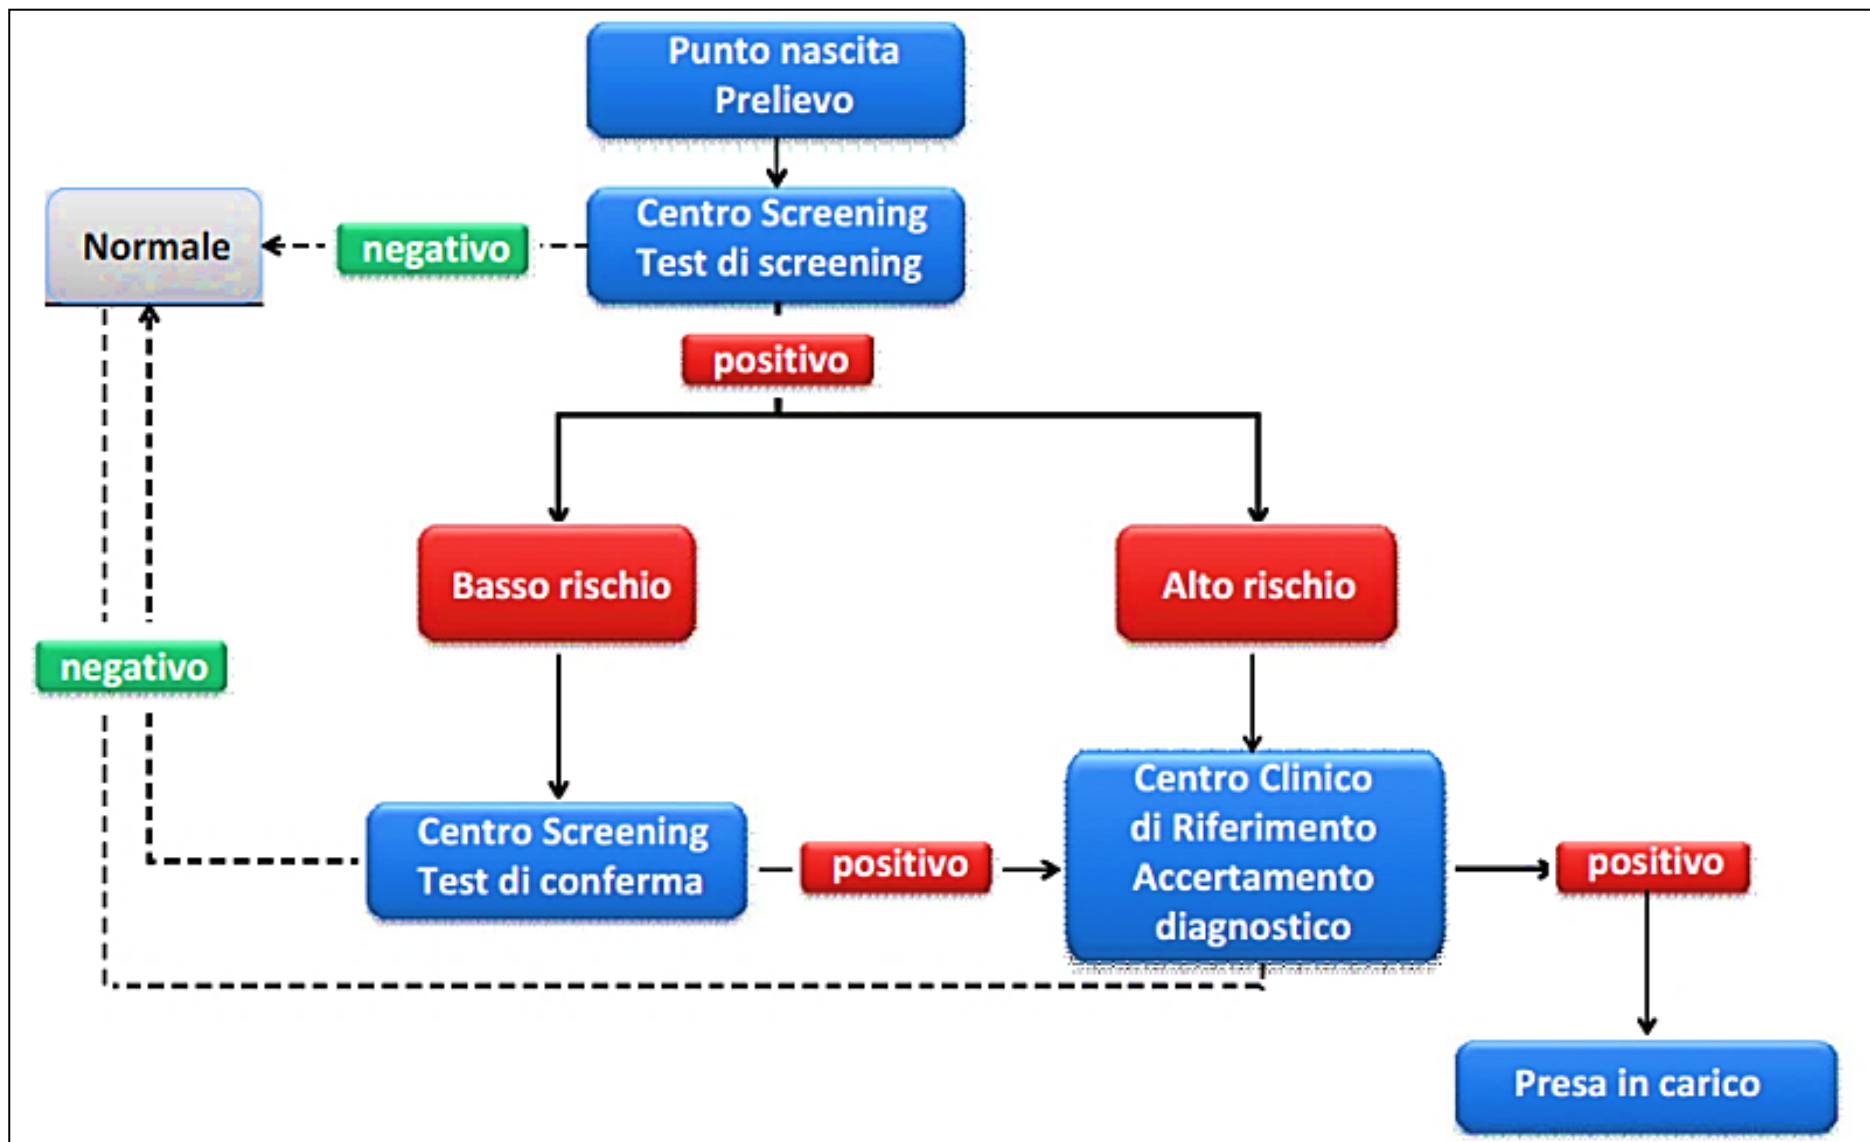 Punto nascita
Prelievo
Centro Screening
Test di screening
negativo
Normale
positivo
Basso rischio
Alto rischio
negativo
Centro Screening
Test di conferma
positivo
Centro Clinico
di Riferimento
Accertamento
diagnostico
positivo
Presa in carico